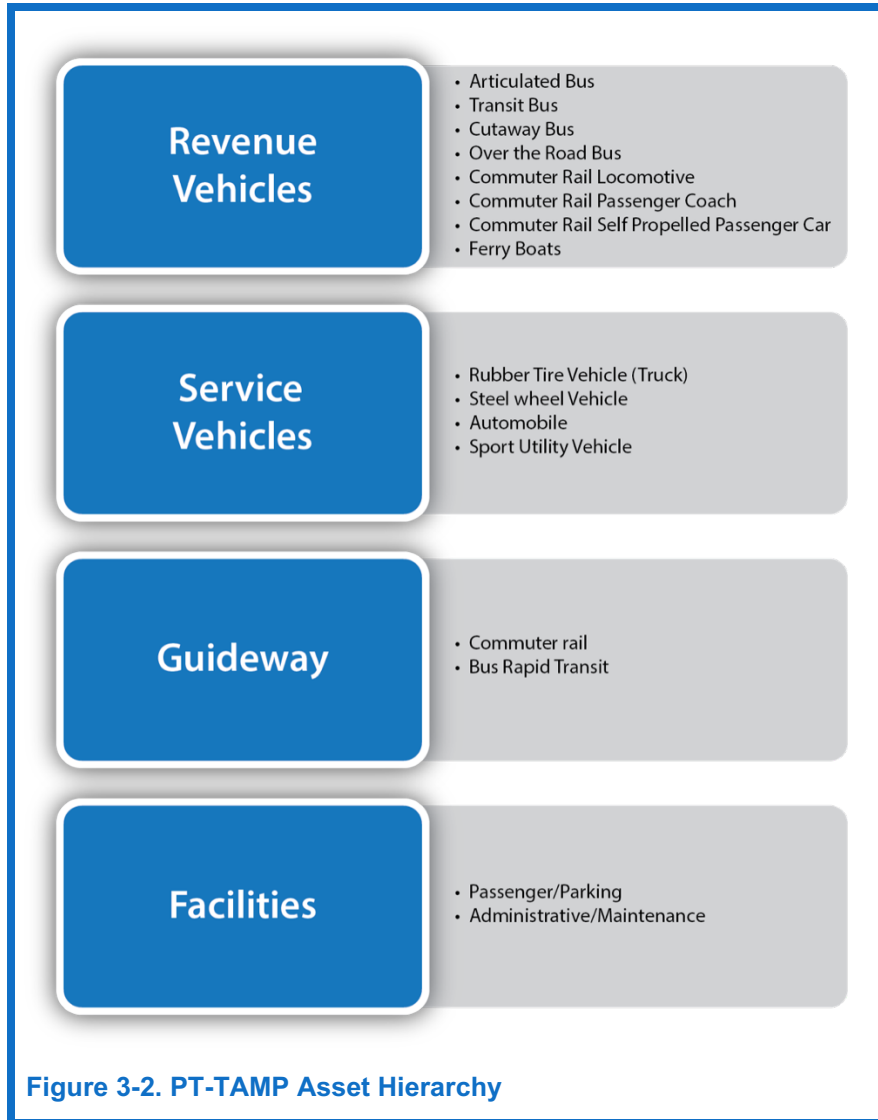 Revenue
Vehicles
• Articulated Bus
• Transit Bus
• Cutaway Bus
• Over the Road Bus
• Commuter Rail Locomotive
• Commuter Rail Passenger Coach
• Commuter Rail Self Propelled Passenger Car
• Ferry Boats
Service
Vehicles
• Rubber Tire Vehicle (Truck)
• Steel wheel Vehicle
• Automobile
• Sport Utility Vehicle
Guideway
• Commuter rail
• Bus Rapid Transit
Facilities
• Passenger/Parking
• Administrative/Maintenance
Figure 3-2. PT-TAMP Asset Hierarchy